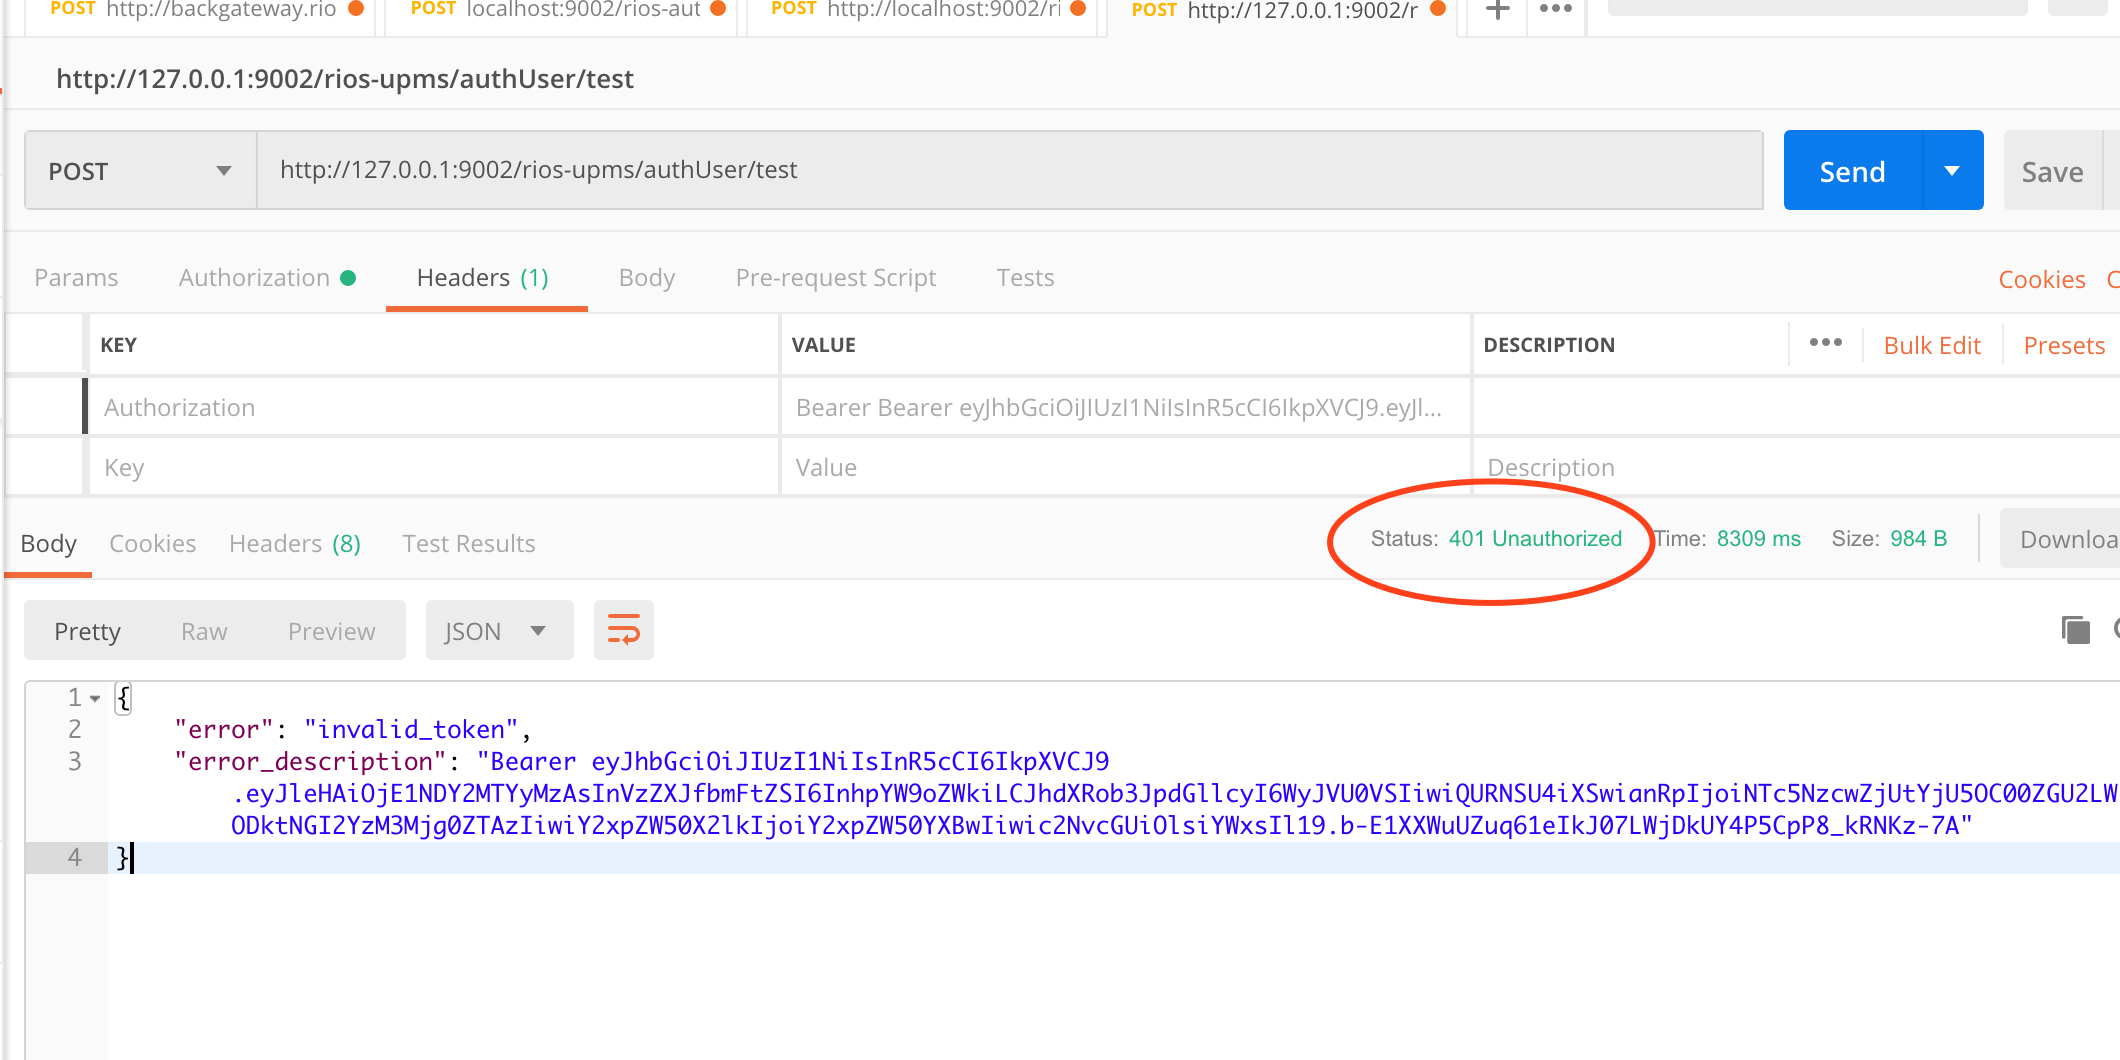 POST http://backgateway.rio POST localhost:9002/rios-aut POST http://localhost:9002/ri POST http://127.0.0.1:9002/r + •••
http://127.0.0.1:9002/rios-upms/authUser/test
POST http://127.0.0.1:9002/rios-upms/authUser/test Send Save
Params Authorization Headers (1) Body Pre-request Script Tests Cookies C
KEY VALUE DESCRIPTION ••• Bulk Edit Presets
Authorization Bearer Bearer eyJhbGciOiJIUzI1NiIsInR5cCI6IkpXVCJ9.eyJl...
Key Value Description
Body Cookies Headers (8) Test Results Status: 401 Unauthorized Time: 8309 ms Size: 984 B Downloa
Pretty Raw Preview JSON
1 {
2 "error": "invalid_token",
3 "error_description": "Bearer eyJhbGciOiJIUzI1NiIsInR5cCI6IkpXVCJ9
.eyJleHAiOjE1NDY2MTYyMzAsInVzZXJfbmFtZSI6InhpYW9oZWkiLCJhdXRob3JpdGllcyI6WyJVU0VSIiwiQURNSU4iXSwianRpIjoiNTc5NzcwZjUtYjU5OC00ZGU2LW
ODktNGI2YzM3Mjg0ZTAzIiwiY2xpZW50X2lkIjoiY2xpZW50YXBwIiwic2NvcGUiOlsiYWxsIl19.b-E1XXWuUZuq61eIkJ07LWjDkUY4P5CpP8_kRNKz-7A"
4 }